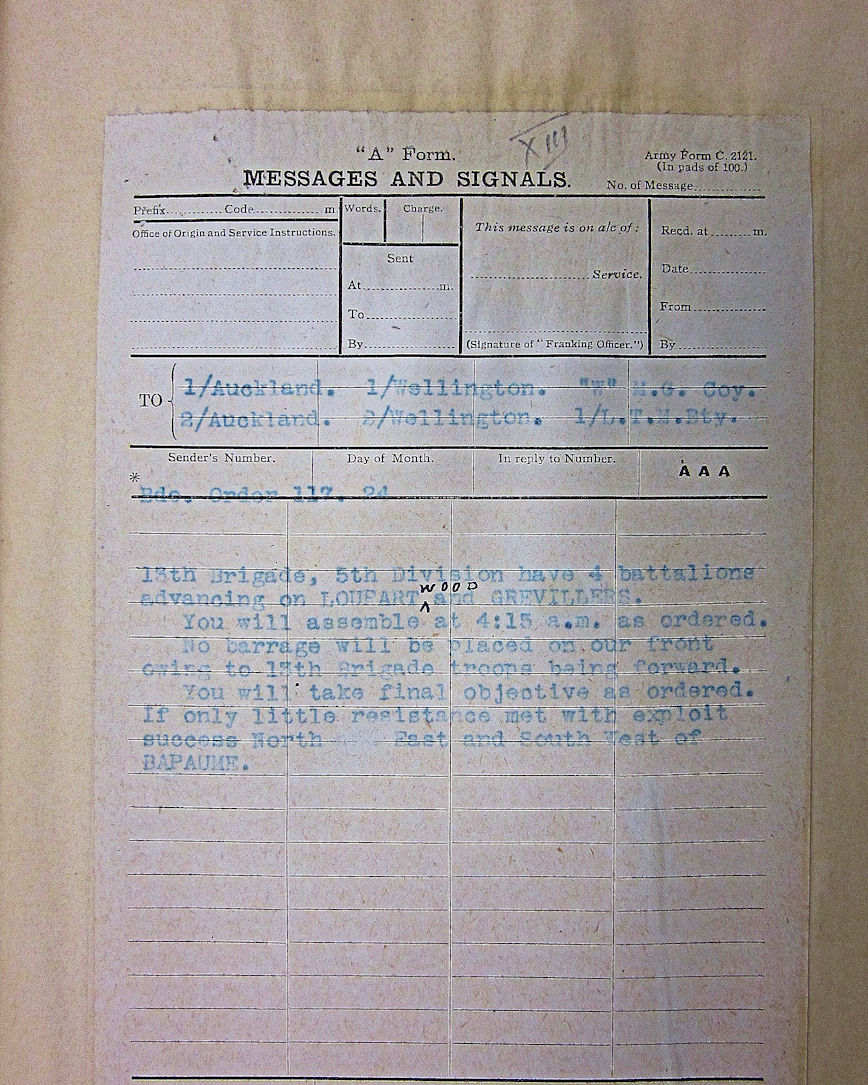 XIII
"A" Form.
Army Form C. 2121.
(In pads of 100.)
MESSAGES AND SIGNALS.
No. of Message..............
Prefix............ Code............... m
Words.
Charge.
This message is on a/c of :
Recd. at ......... m.
Office of Origin and Service Instructions.
Sent
At....................m.
............................Service.
Date
To
From
By
(Signature of "Franking Officer.")
By
TO
1/Auckland. 1/Wellington. "W" M.G. Coy.
2/Auckland. 2/Wellington. 1/L.T.M.Bty.
Sender's Number.
Day of Month.
In reply to Number.
AAA
*
Bde. Order 117. 24
13th Brigade, 5th Division have 4 battalions
WOOD
advancing on LOUPART ^ and GREVILLERS.
You will assemble at 4:15 a.m. as ordered.
No barrage will be placed on our front
owing to 13th Brigade troops being forward.
You will take final objective as ordered.
If only little resistance met with exploit
success North East and South West of
BAPAUME.